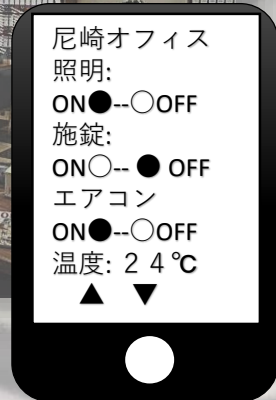 尼崎オフィス
照明:
ON●--○OFF
施錠:
ON○-- ● OFF
エアコン
ON●--○OFF
温度: ２４℃
▲ ▼